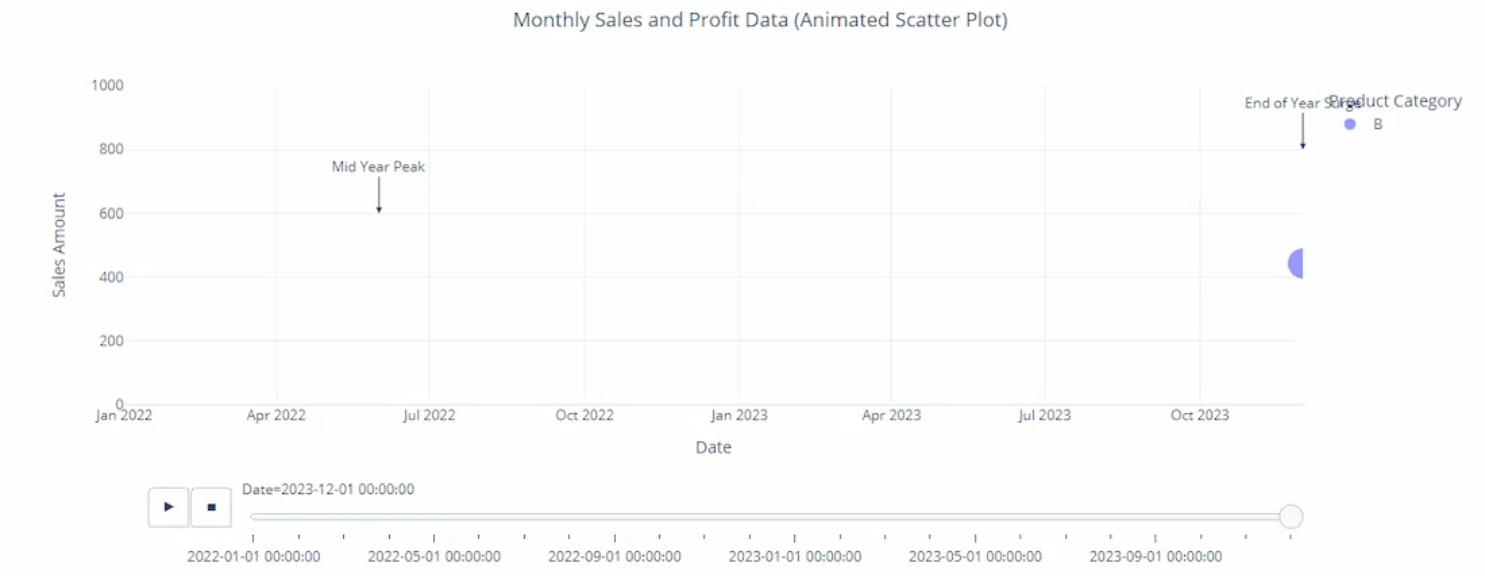 Monthly Sales and Profit Data (Animated Scatter Plot)
1000
800
600
400
200
0
Sales Amount
Mid Year Peak
End of Year Surge
Product Category
B
Jan 2022 Apr 2022 Jul 2022 Oct 2022 Jan 2023 Apr 2023 Jul 2023 Oct 2023
Date
Date=2023-12-01 00:00:00
2022-01-01 00:00:00 2022-05-01 00:00:00 2022-09-01 00:00:00 2023-01-01 00:00:00 2023-05-01 00:00:00 2023-09-01 00:00:00